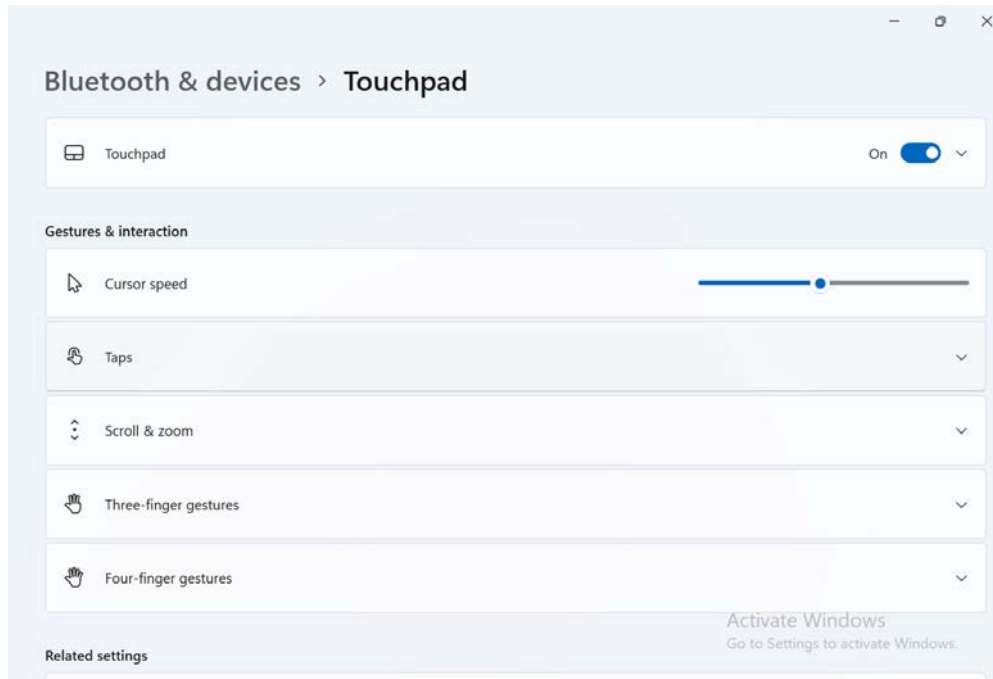 Bluetooth & devices > Touchpad
Touchpad On
Gestures & interaction
Cursor speed
Taps
Scroll & zoom
Three-finger gestures
Four-finger gestures
Activate Windows
Go to Settings to activate Windows.
Related settings